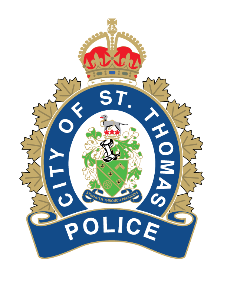 CITY OF ST. THOMAS
POLICE